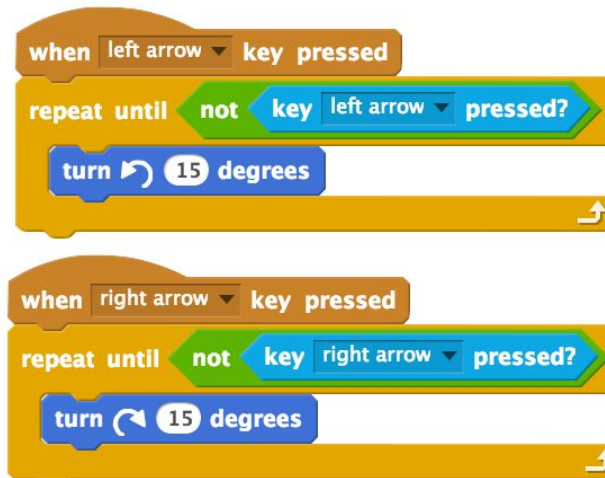 when left arrow key pressed
repeat until not key left arrow pressed?
turn 15 degrees
when right arrow key pressed
repeat until not key right arrow pressed?
turn 15 degrees